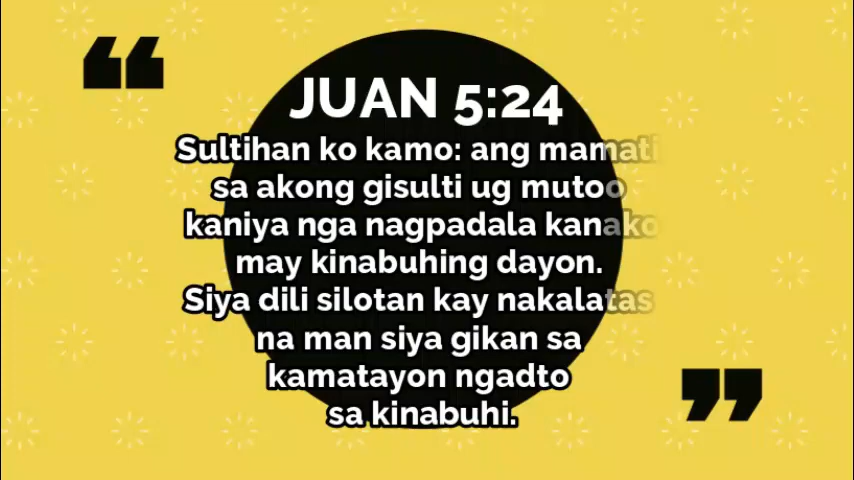 JUAN 5:24
Sultihan ko kamo: ang mamati
sa akong gisulti ug mutoo
kaniya nga nagpadala kanako
may kinabuhing dayon.
Siya dili silotan kay nakalatas
na man siya gikan sa
kamatayon ngadto
sa kinabuhi.